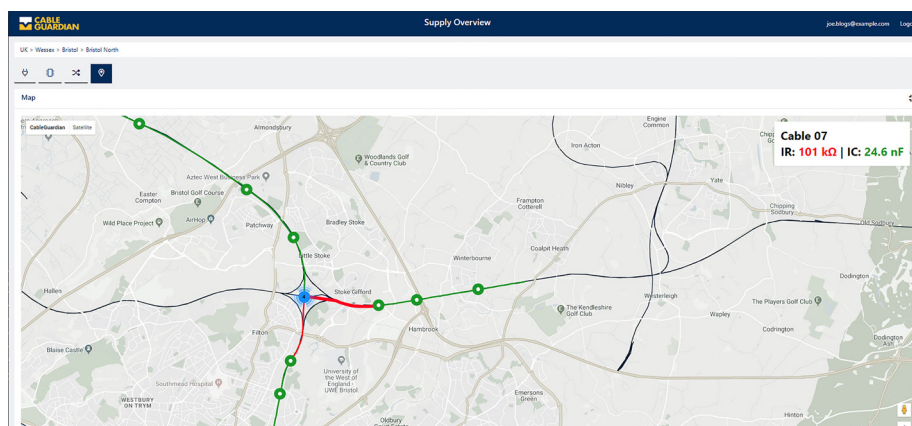 CABLE
GUARDIAN
Supply Overview
joe.blogs@example.com
UK > Wessex > Bristol > Bristol North
Map
CableGuardian Satellite
Cable 07
IR: 101 kΩ | IC: 24.6 nF
Almondsbury
Engine
Common
Iron Acton
Woodlands Golf
& Country Club
Aztec West Business Park
Nibley
Yate
Easter
Compton
Bristol Golf Course
Frampton
Cotterell
Chipping
Sodbury
Wild Place Project
AirHop
Patchway
Bradley Stoke
Old Sodbury
Coalpit Heath
Little Stoke
Winterbourne
Dodington
Hallen
Stoke Gifford
Westerleigh
The Kendleshire
Golf Club
The Players Golf Club
Wapley
Filton
Hambrook
Codrington
Dodington
Ash
Blaise Castle
University of
the West of
England -
UWE Bristol
Southmead Hospital
Emersons
Green
WESTBURY
ON TRYM
Oldbury
Hinton